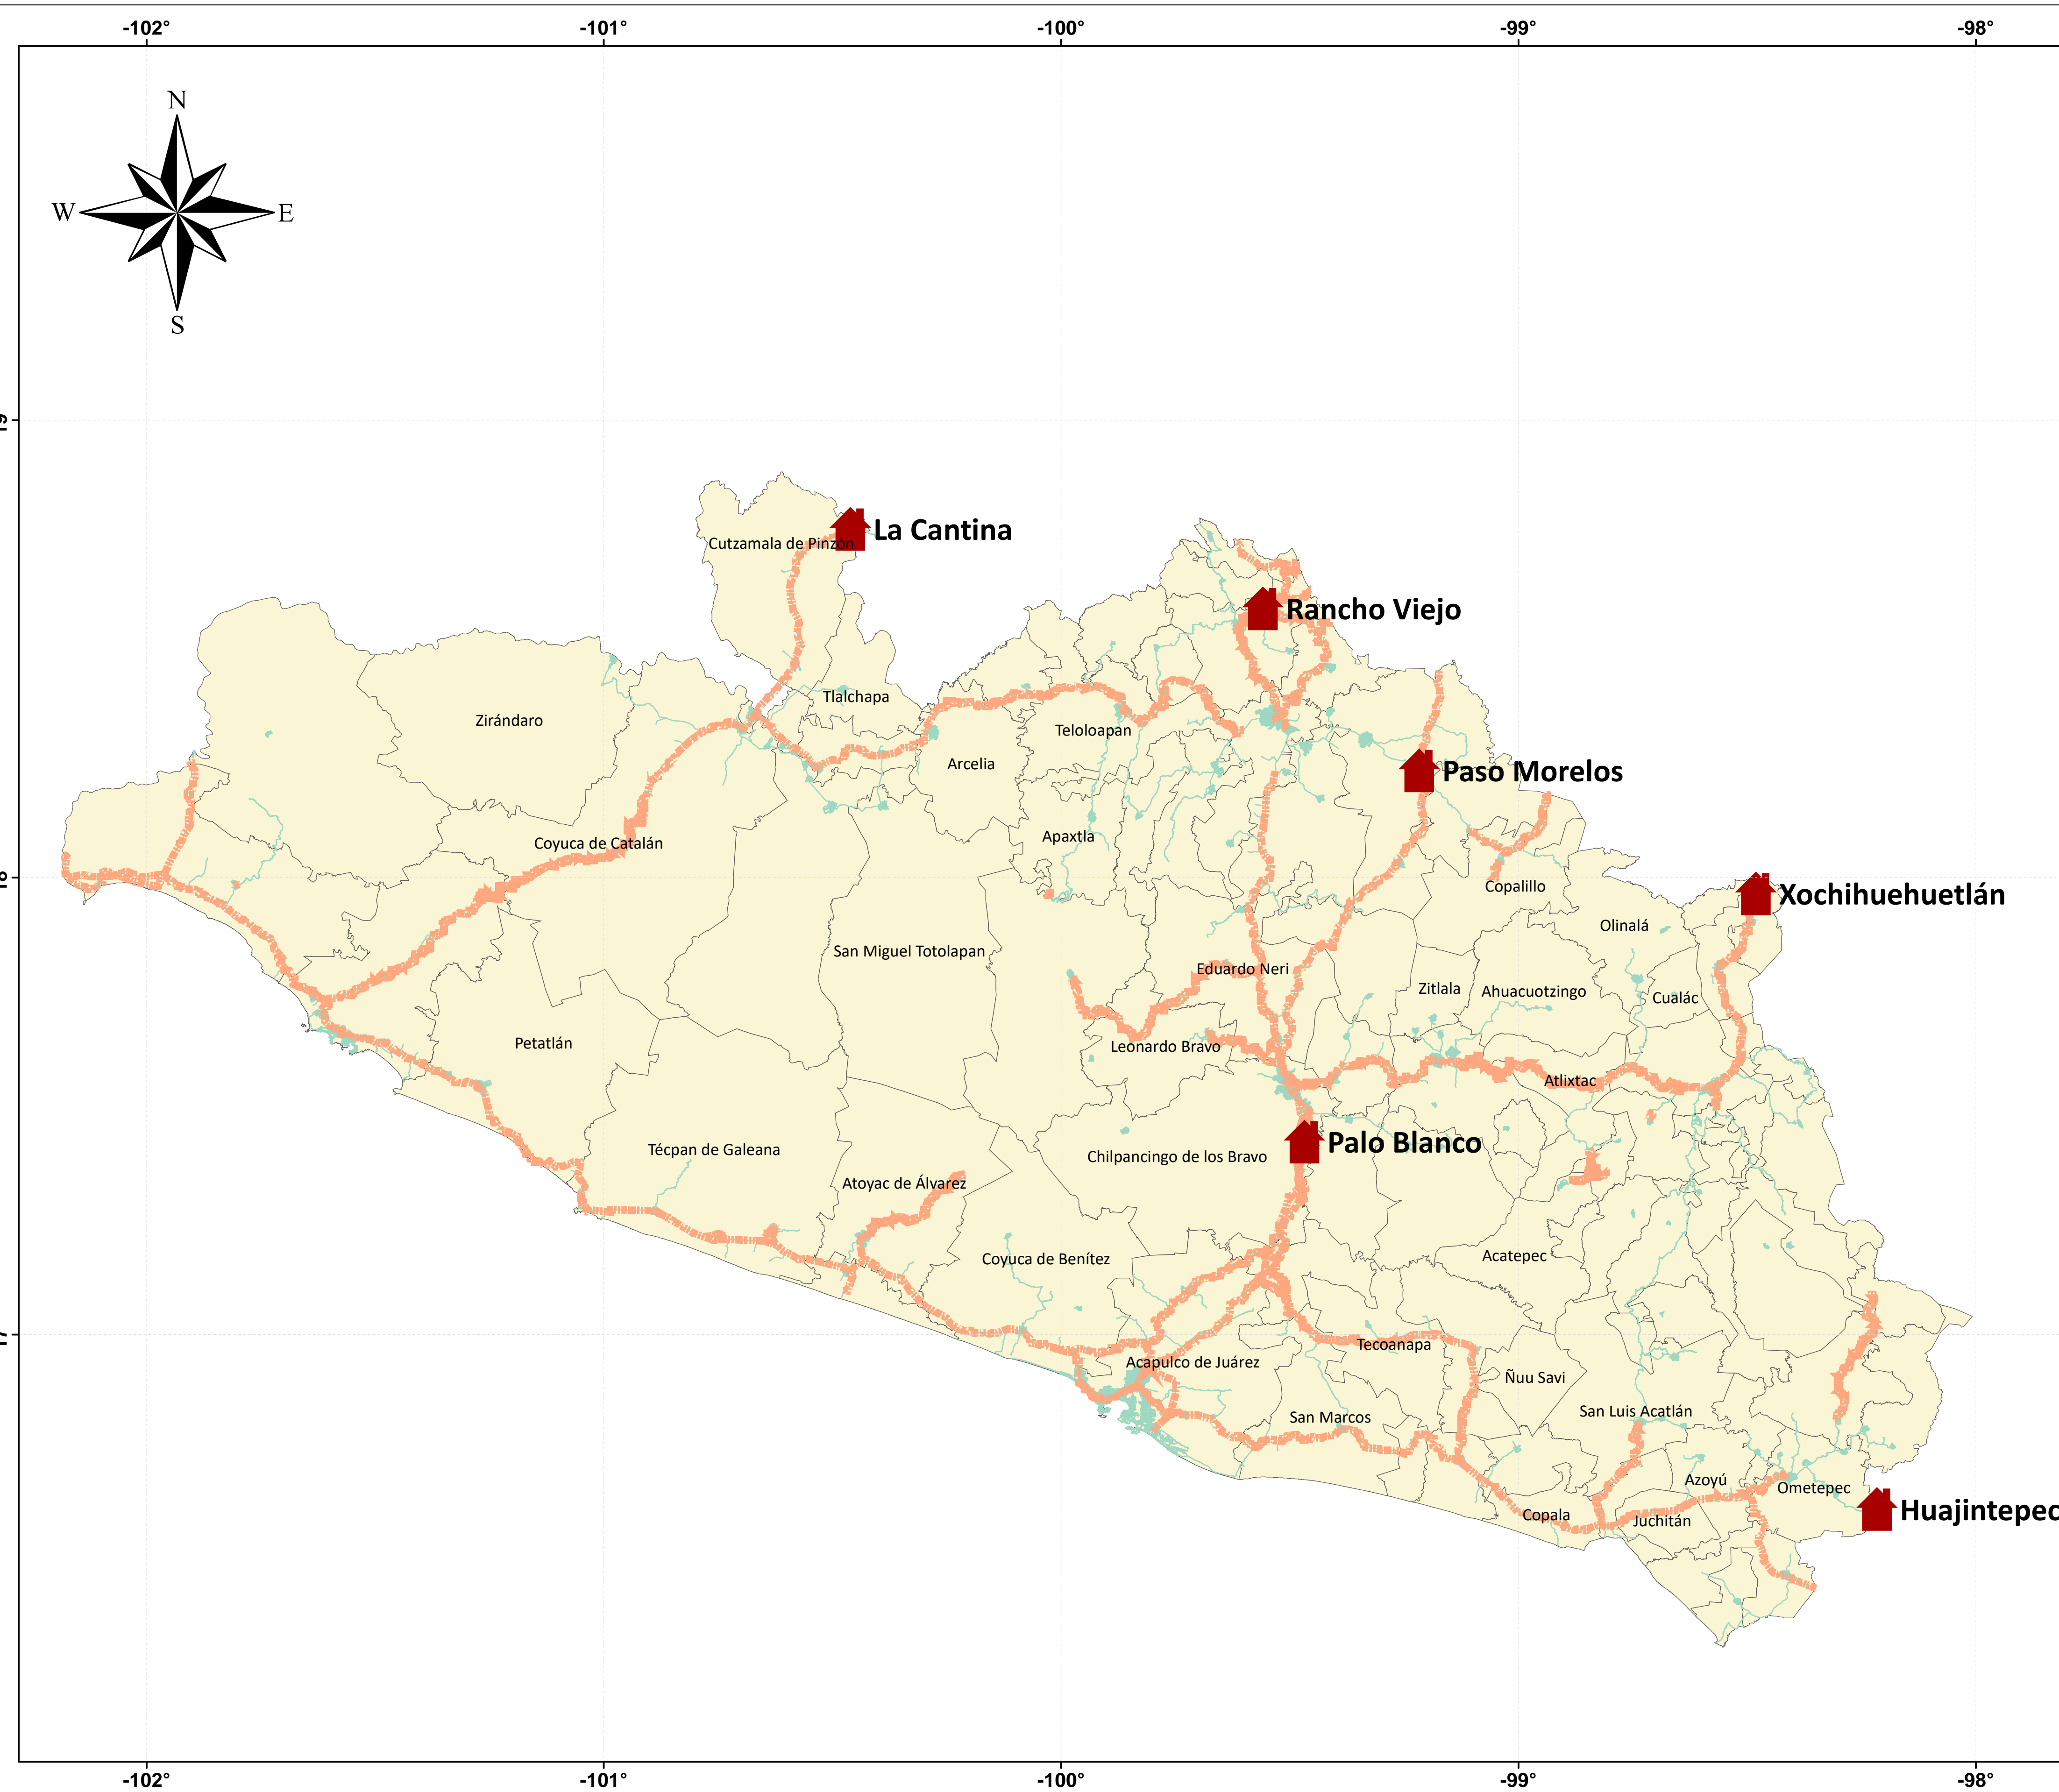 -102° -101° -100° -99° -98°
N
W E
S
La Cantina
Cutzamala de Pinzón
Rancho Viejo
Tlalchapa
Zirándaro
Teloloapan
Arcelia
Paso Morelos
Apaxtla
Coyuca de Catalán
Copalillo
Xochihuehuetlán
Olinalá
San Miguel Totolapan
Eduardo Neri
Zitlala
Ahuacuotzingo
Cualác
Petatlán
Leonardo Bravo
Atlixtac
Palo Blanco
Técpan de Galeana
Chilpancingo de los Bravo
Atoyac de Álvarez
Coyuca de Benítez
Acatepec
Tecoanapa
Acapulco de Juárez
Ñuu Savi
San Luis Acatlán
San Marcos
Azoyú
Ometepec
Huajintepec
Copala
Juchitán
-102° -101° -100° -99° -98°